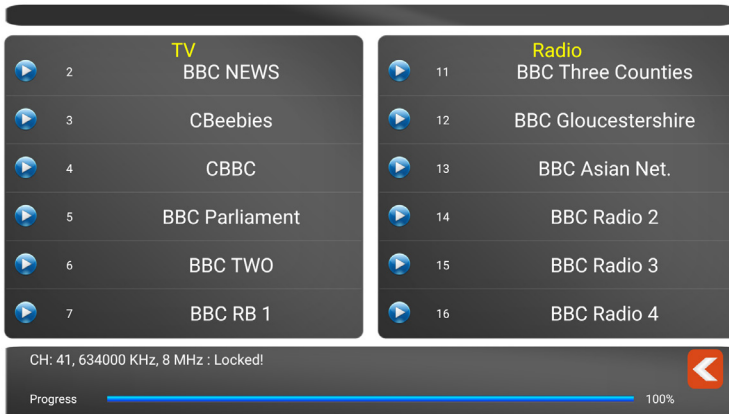 TV
2 BBC NEWS
3 CBeebies
4 CBBC
5 BBC Parliament
6 BBC TWO
7 BBC RB 1
Radio
11 BBC Three Counties
12 BBC Gloucestershire
13 BBC Asian Net.
14 BBC Radio 2
15 BBC Radio 3
16 BBC Radio 4
CH: 41, 634000 KHz, 8 MHz : Locked!
Progress 100%